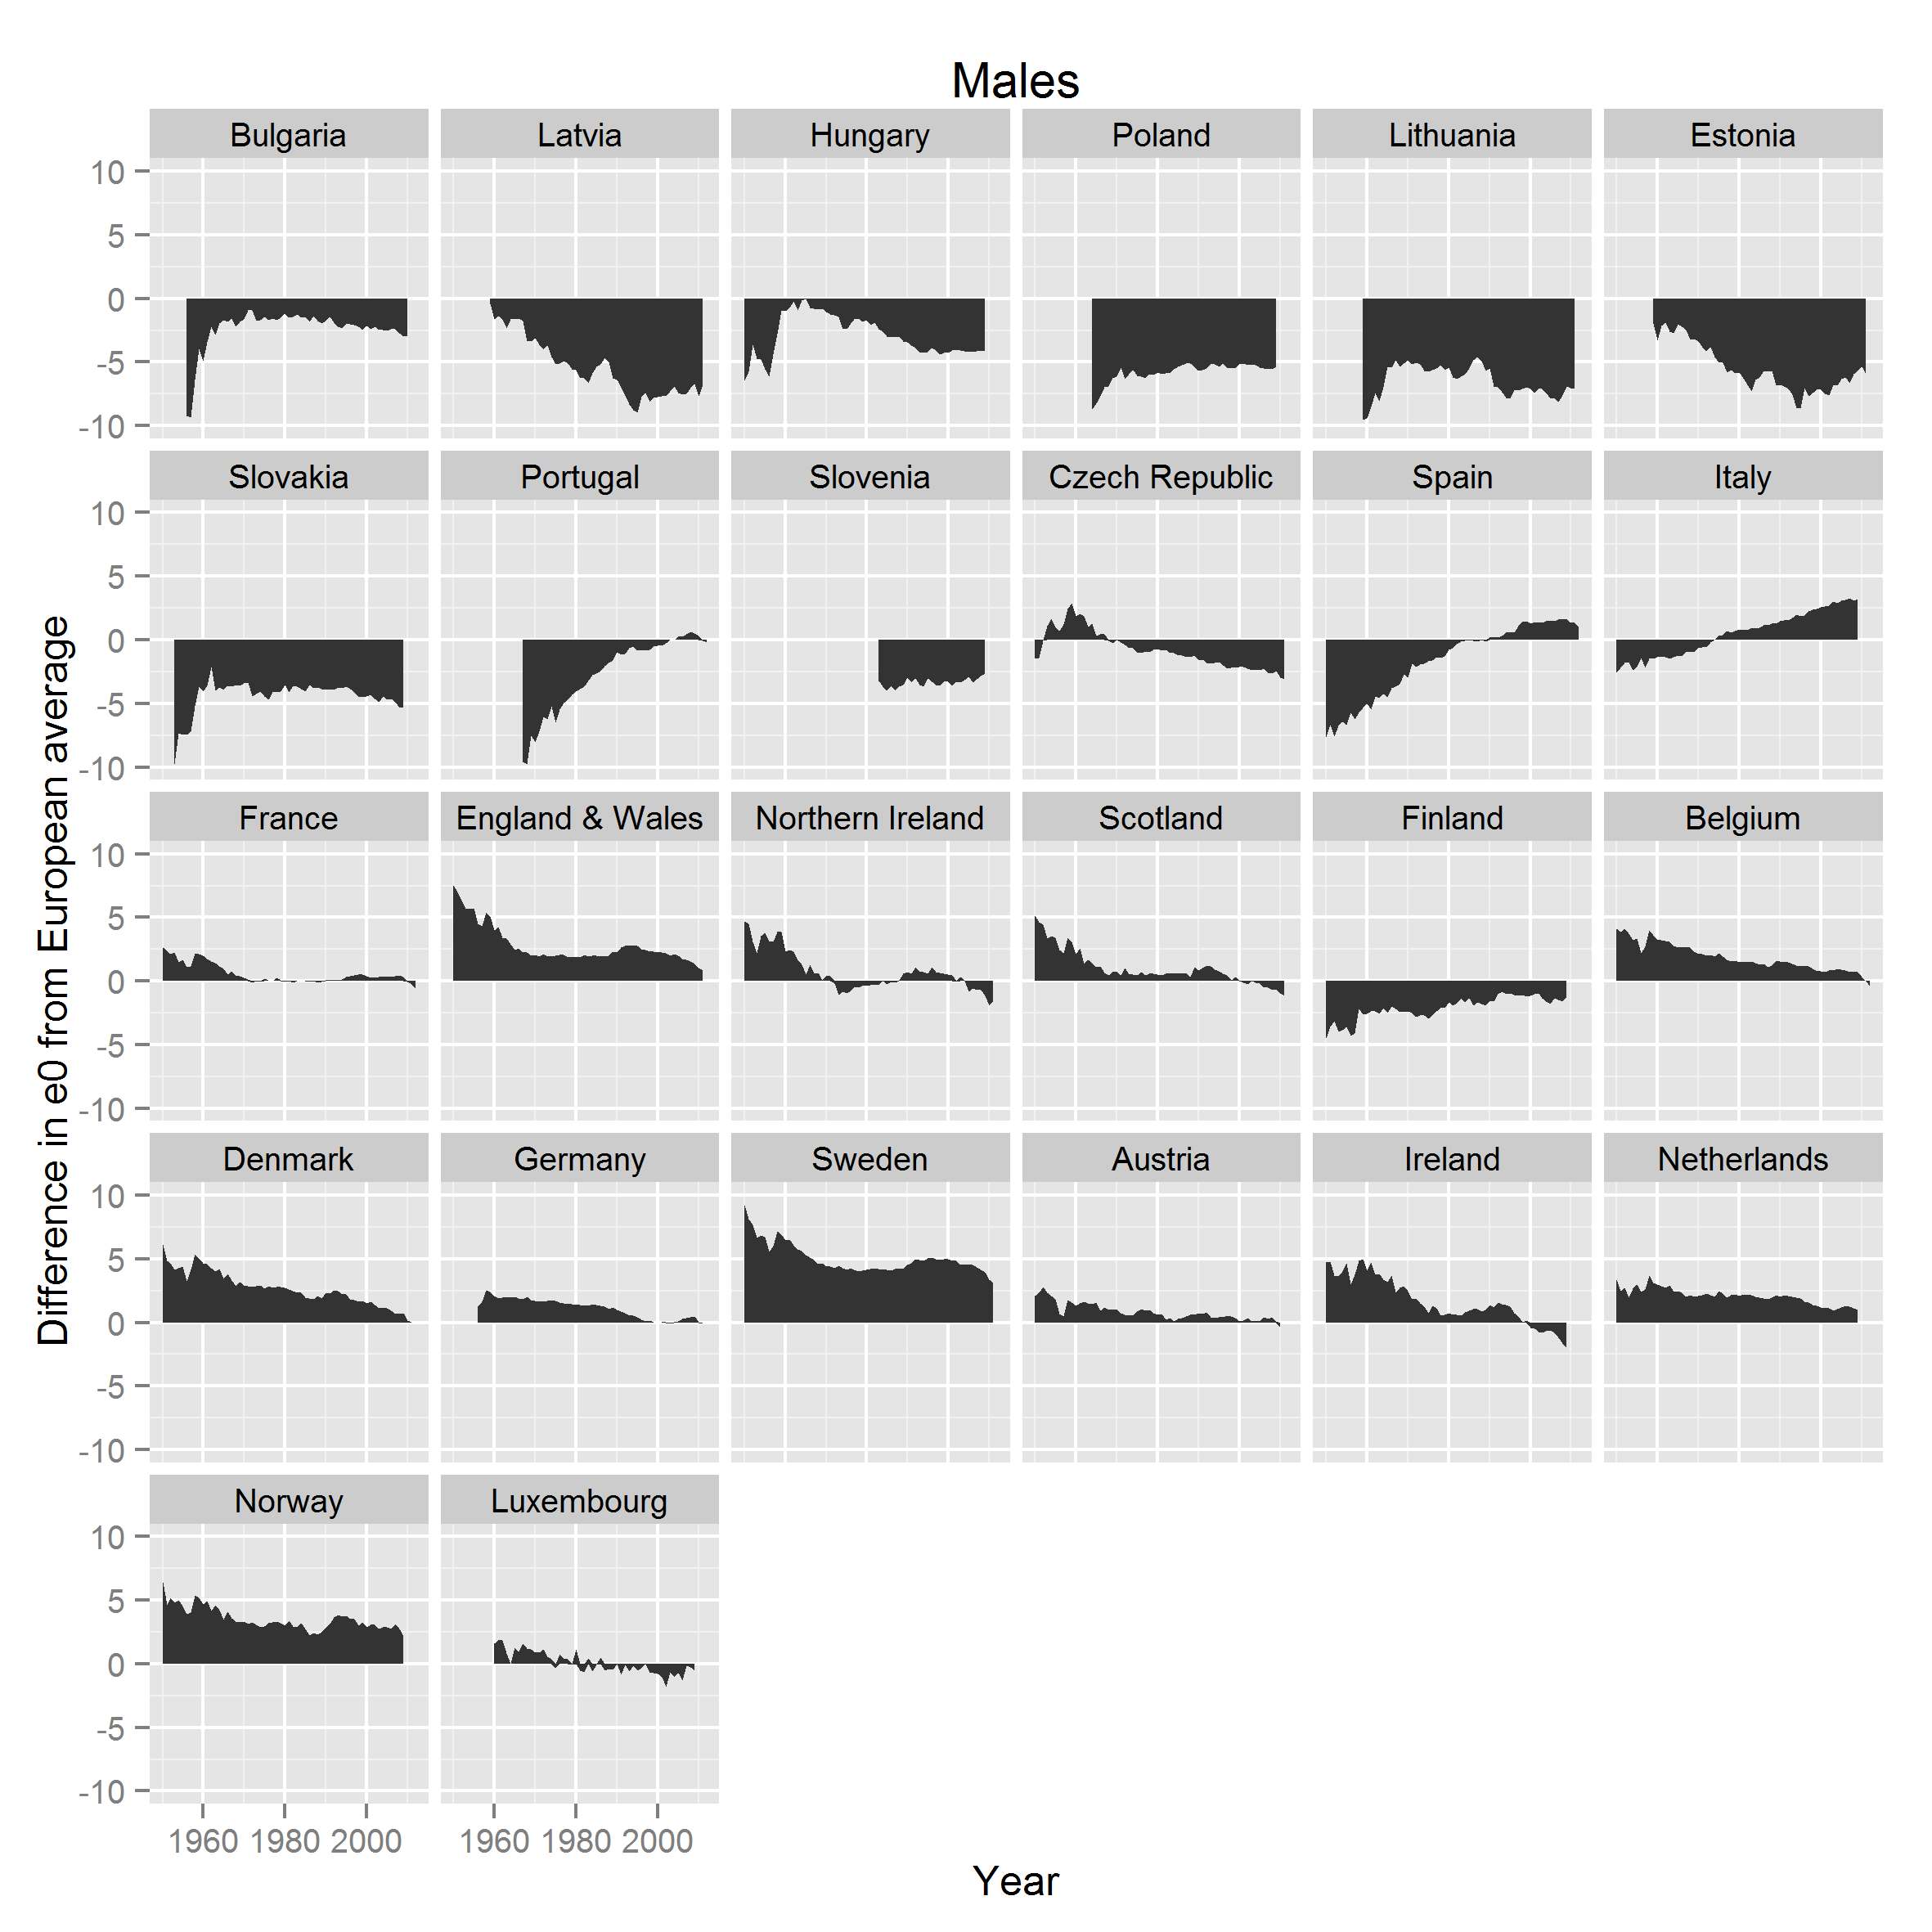 Males
Bulgaria Latvia Hungary Poland Lithuania Estonia
10
5
0
-5
-10
Slovakia Portugal Slovenia Czech Republic Spain Italy
10
5
0
-5
-10
France England & Wales Northern Ireland Scotland Finland Belgium
10
5
0
-5
-10
Denmark Germany Sweden Austria Ireland Netherlands
10
5
0
-5
-10
Norway Luxembourg
10
5
0
-5
-10
1960 1980 2000 1960 1980 2000
Year
Difference in e0 from European average